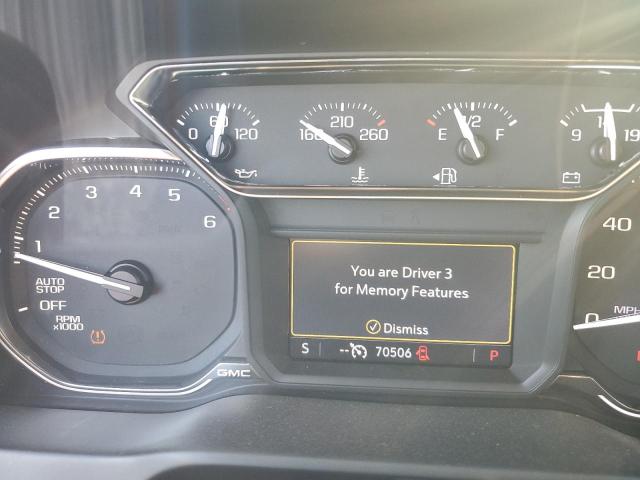 0 60 120
160 210 260
E 1/2 F
9 19
1 2 3 4 5 6
AUTO
STOP
OFF
RPM
x1000
GMC
You are Driver 3
for Memory Features
Dismiss
S -- 70506 P
40
20
0
MPH